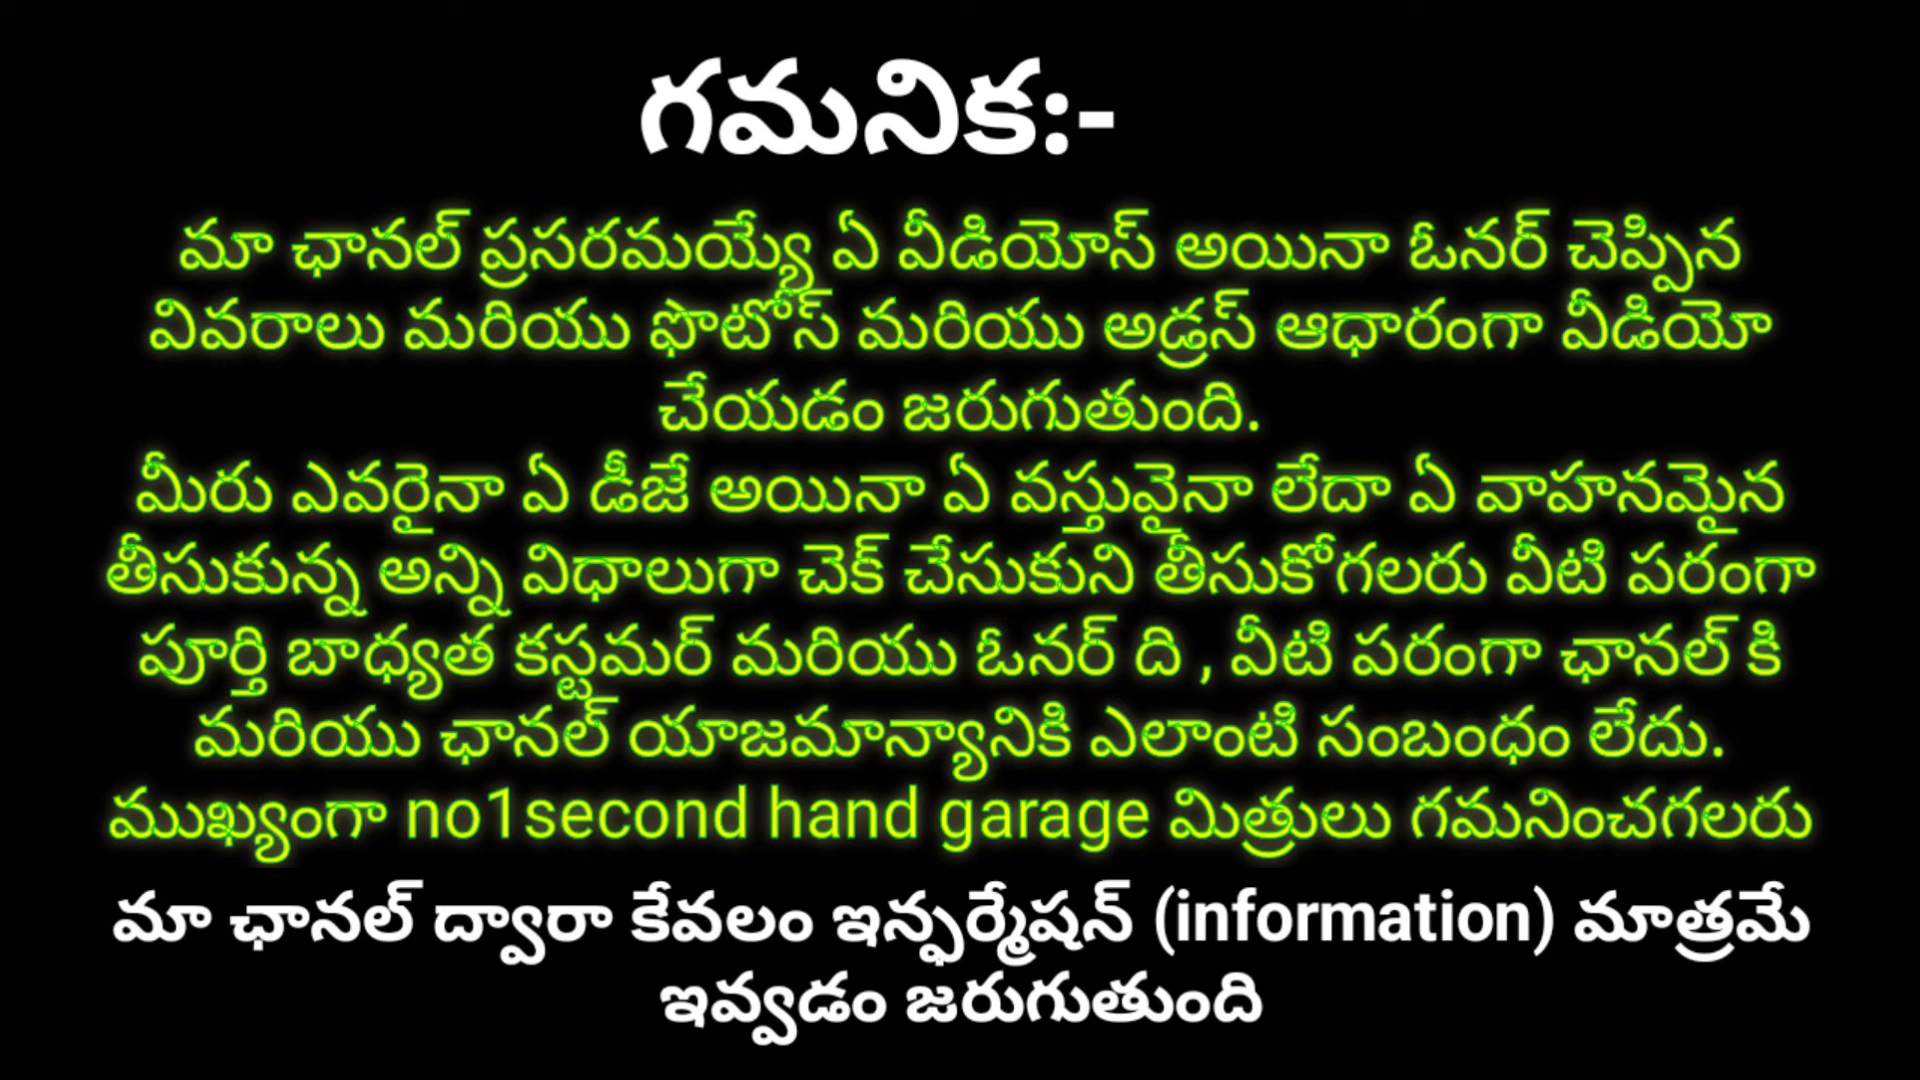 గమనిక:-
మా ఛానల్ ప్రసరమయ్యే ఏ వీడియోస్ అయినా ఓనర్ చెప్పిన
వివరాలు మరియు ఫొటోస్ మరియు అడ్రస్ ఆధారంగా వీడియో
చేయడం జరుగుతుంది.
మీరు ఎవరైనా ఏ డీజే అయినా ఏ వస్తువైనా లేదా ఏ వాహనమైన
తీసుకున్న అన్ని విధాలుగా చెక్ చేసుకుని తీసుకోగలరు వీటి పరంగా
పూర్తి బాధ్యత కస్టమర్ మరియు ఓనర్ ది , వీటి పరంగా ఛానల్ కి
మరియు ఛానల్ యాజమాన్యానికి ఎలాంటి సంబంధం లేదు.
ముఖ్యంగా no1second hand garage మిత్రులు గమనించగలరు
మా ఛానల్ ద్వారా కేవలం ఇన్ఫర్మేషన్ (information) మాత్రమే
ఇవ్వడం జరుగుతుంది